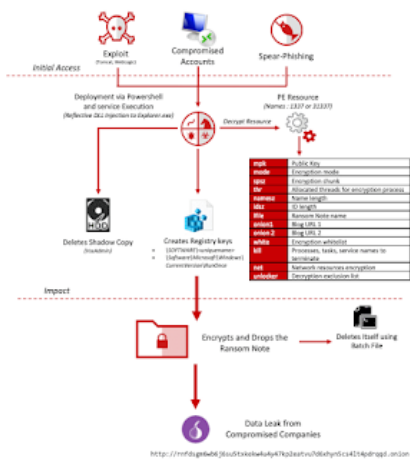 Exploit
(Tomcat, WebLogic)
Compromised
Accounts
Spear-Phishing
Initial Access
Deployment via Powershell
and service Execution
(Reflective DLL Injection to Explorer.exe)
Decrypt Resource
PE Resource
(Names : 1337 or 31337)
mpk Public Key
mode Encryption mode
spsz Encryption chunk
thr Allocated threads for encryption process
namesz Name length
idsz ID length
lfile Ransom Note name
onion1 Blog URL 1
onion 2 Blog URL 2
white Encryption whitelist
kill Processes, tasks, service names to
terminate
net Network resources encryption
unlocker Decryption exclusion list
HDD
Deletes Shadow Copy
(VssAdmin)
Creates Registry keys
Impact
Encrypts and Drops the
Ransom Note
Deletes Itself using
Batch File
Data Leak from
Compromised Companies